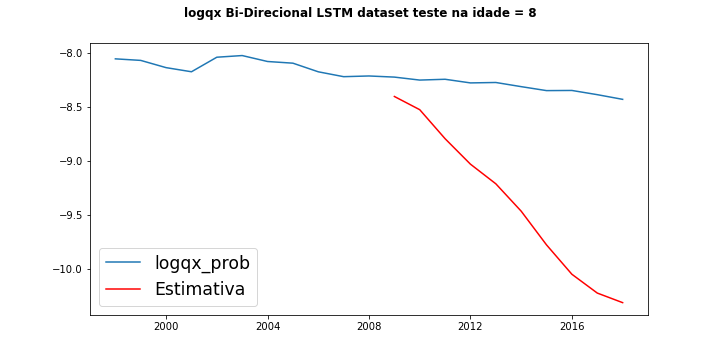 logqx Bi-Direcional LSTM dataset teste na idade = 8
−8.0
−8.5
−9.0
−9.5
−10.0
logqx_prob
Estimativa
2000 2004 2008 2012 2016